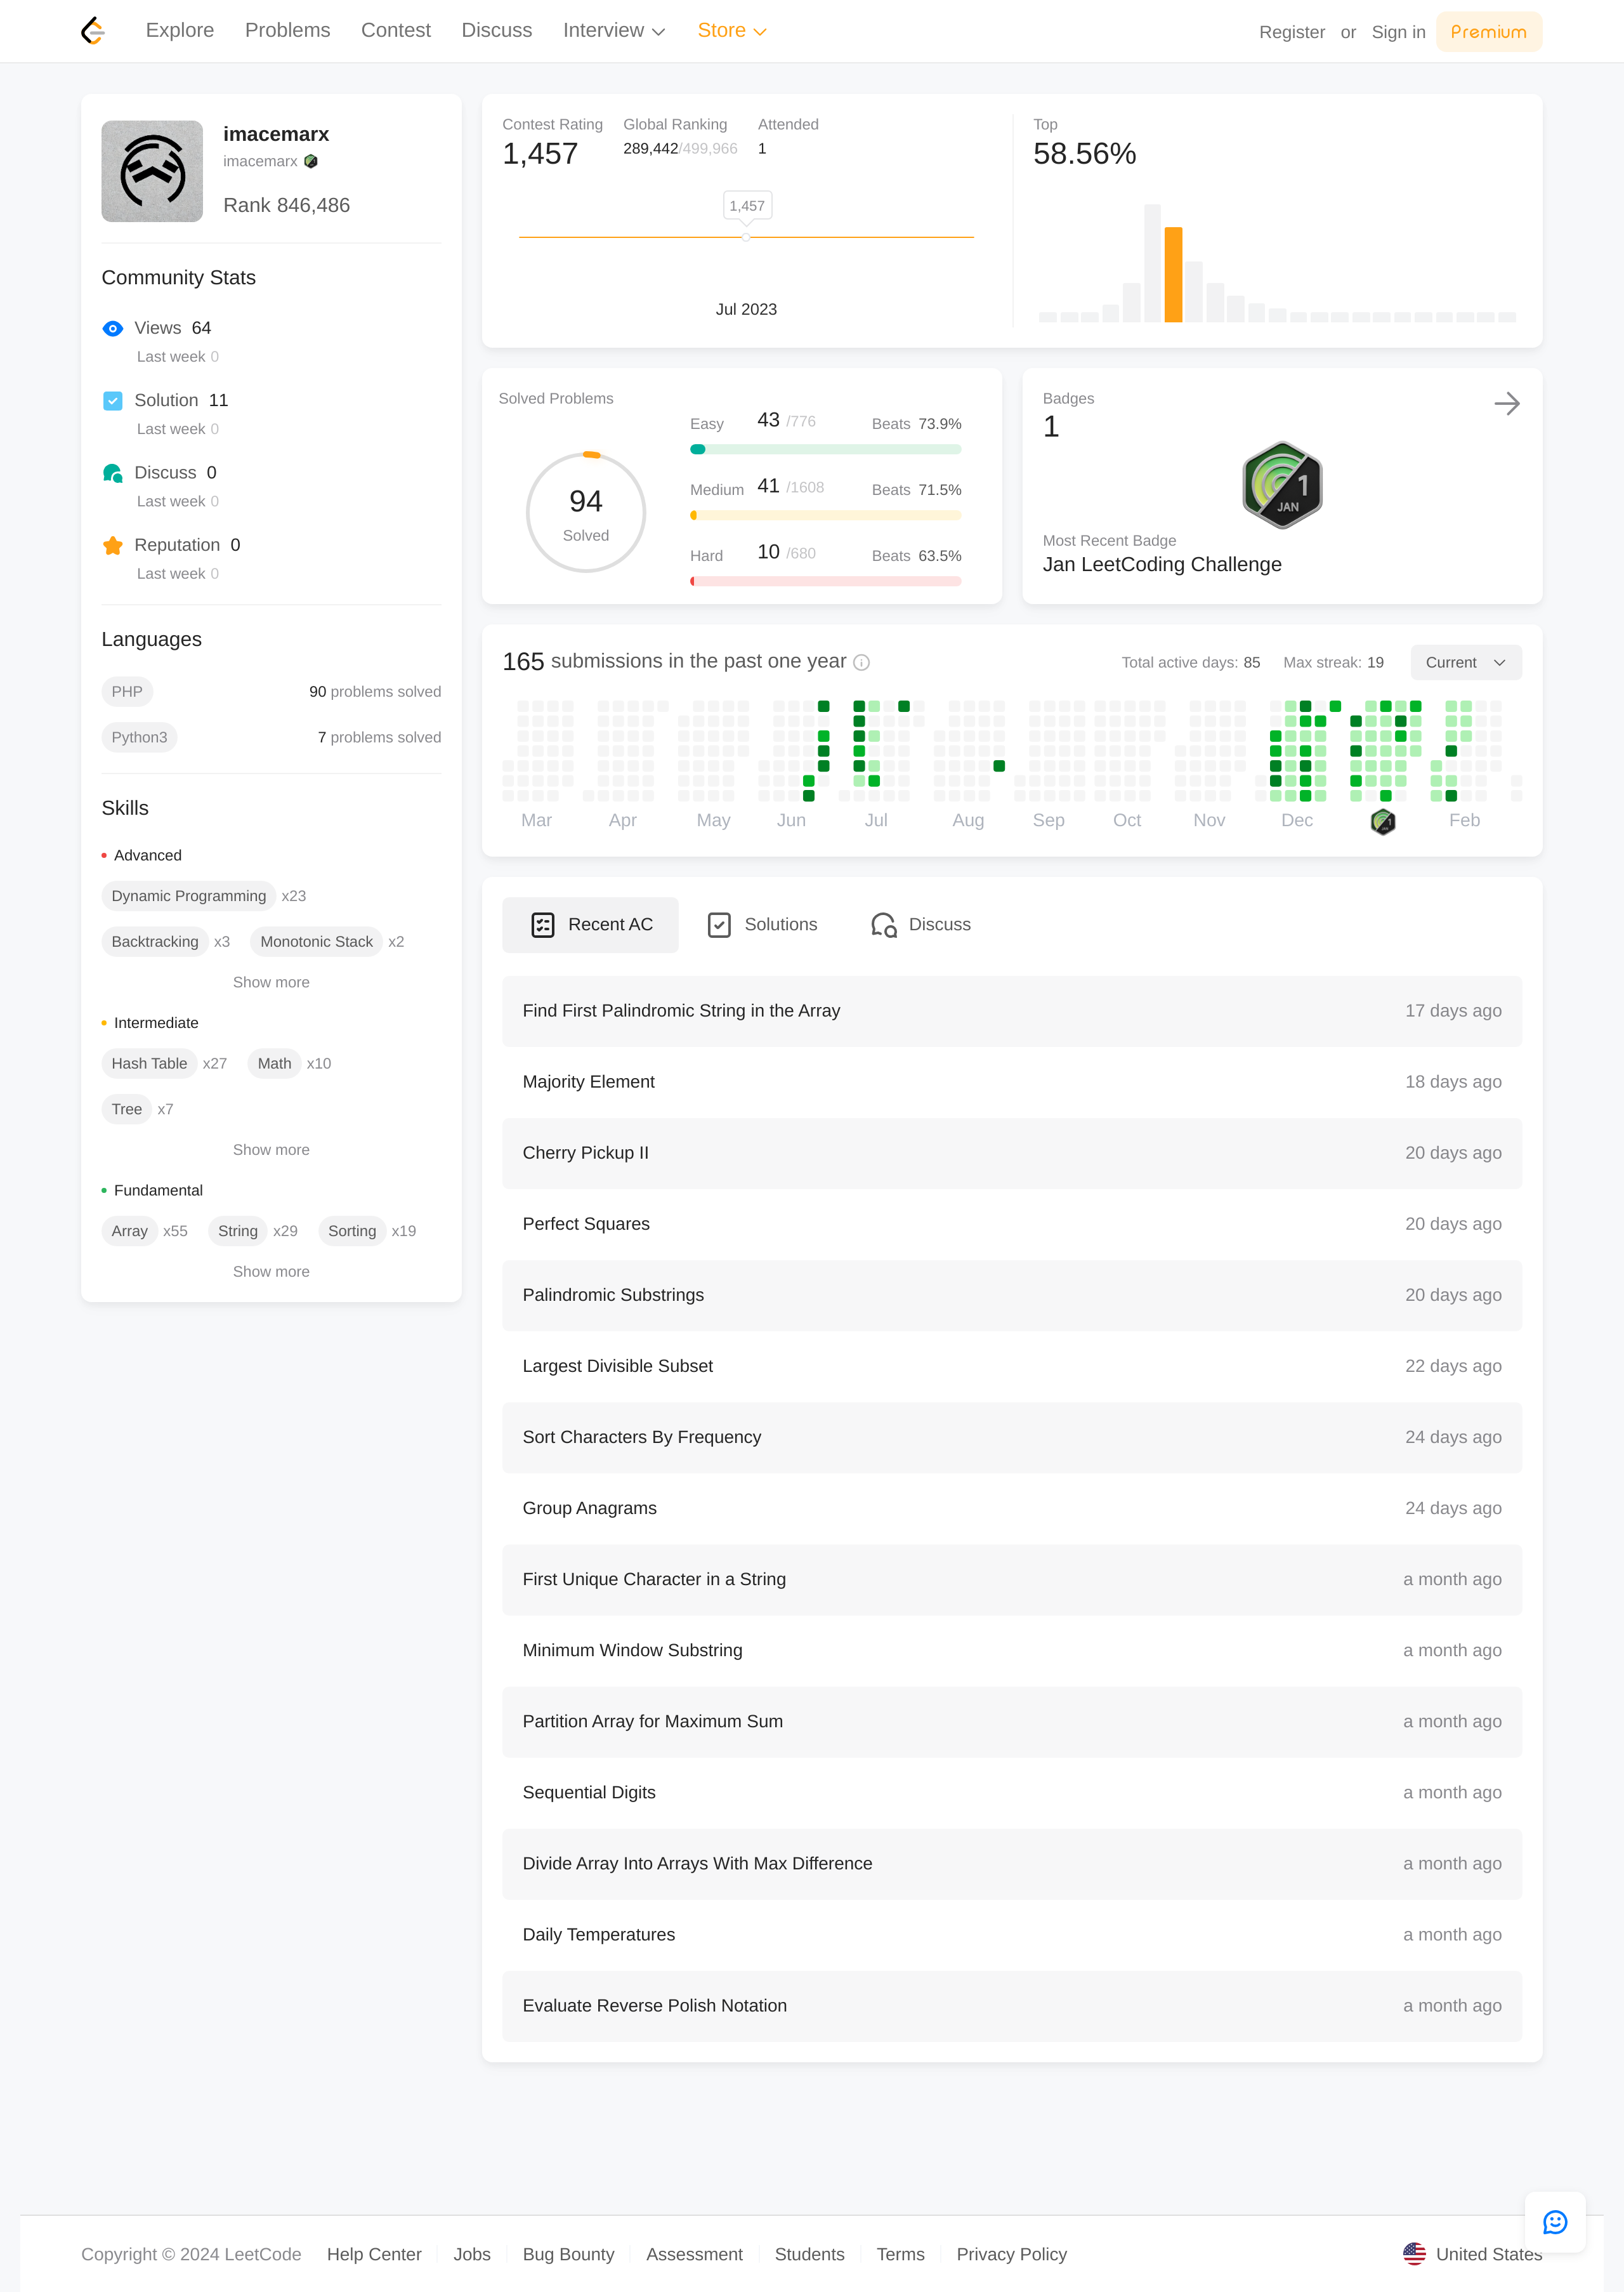 Explore Problems Contest Discuss Interview Store Register or Sign in Premium
imacemarx
imacemarx
Rank 846,486
Community Stats
Views 64
Last week 0
Solution 11
Last week 0
Discuss 0
Last week 0
Reputation 0
Last week 0
Languages
PHP 90 problems solved
Python3 7 problems solved
Skills
Advanced
Dynamic Programming x23
Backtracking x3 Monotonic Stack x2
Show more
Intermediate
Hash Table x27 Math x10
Tree x7
Show more
Fundamental
Array x55 String x29 Sorting x19
Show more
Contest Rating Global Ranking Attended
1,457 289,442/499,966 1
1,457
Jul 2023
Top
58.56%
Solved Problems
94
Solved
Easy 43 /776 Beats 73.9%
Medium 41 /1608 Beats 71.5%
Hard 10 /680 Beats 63.5%
Badges
1
1
JAN
Most Recent Badge
Jan LeetCoding Challenge
165 submissions in the past one year Total active days: 85 Max streak: 19 Current
Mar Apr May Jun Jul Aug Sep Oct Nov Dec Feb
Recent AC Solutions Discuss
Find First Palindromic String in the Array 17 days ago
Majority Element 18 days ago
Cherry Pickup II 20 days ago
Perfect Squares 20 days ago
Palindromic Substrings 20 days ago
Largest Divisible Subset 22 days ago
Sort Characters By Frequency 24 days ago
Group Anagrams 24 days ago
First Unique Character in a String a month ago
Minimum Window Substring a month ago
Partition Array for Maximum Sum a month ago
Sequential Digits a month ago
Divide Array Into Arrays With Max Difference a month ago
Daily Temperatures a month ago
Evaluate Reverse Polish Notation a month ago
Copyright © 2024 LeetCode Help Center Jobs Bug Bounty Assessment Students Terms Privacy Policy United States